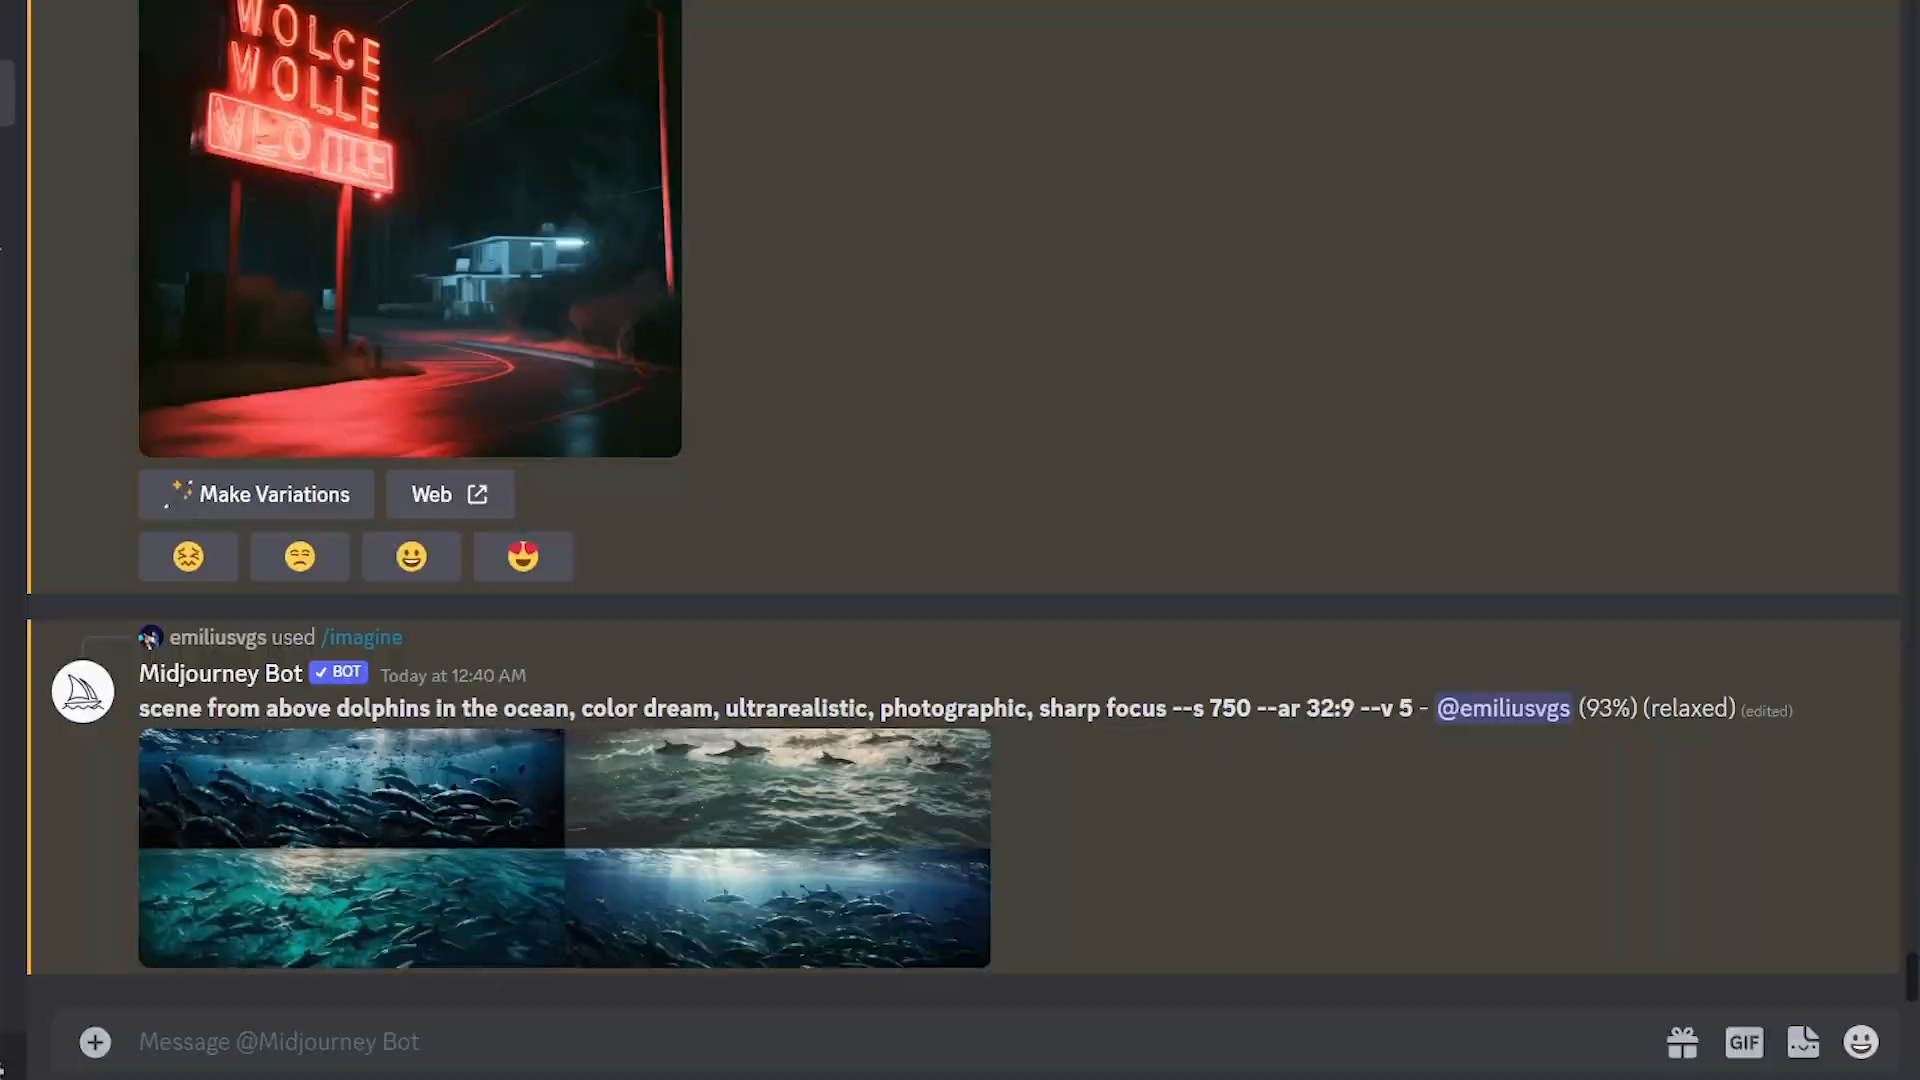 WOLCE
WOLLE
Make Variations
Web
emiliusvgs used /imagine
Midjourney Bot ✓ BOT Today at 12:40 AM
scene from above dolphins in the ocean, color dream, ultrarealistic, photographic, sharp focus --s 750 --ar 32:9 --v 5 - @emiliusvgs (93%) (relaxed) (edited)
Message @Midjourney Bot
GIF